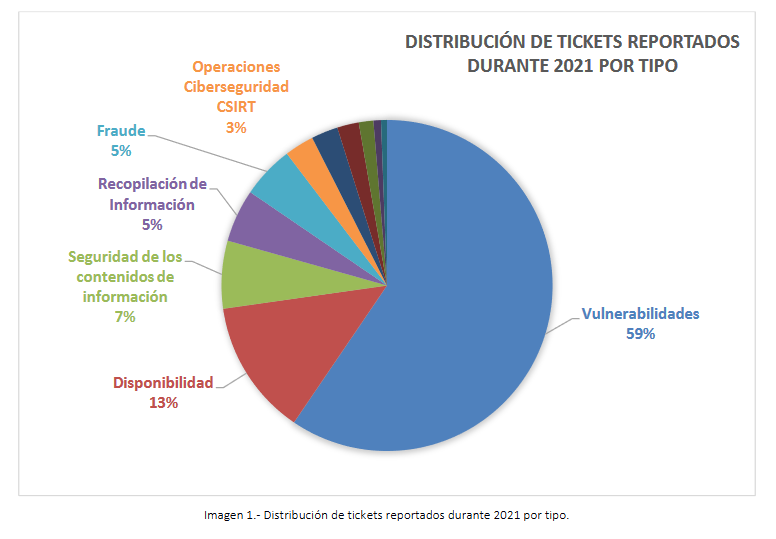 DISTRIBUCIÓN DE TICKETS REPORTADOS
DURANTE 2021 POR TIPO
Operaciones
Ciberseguridad
CSIRT
3%
Fraude
5%
Recopilación de
Información
5%
Seguridad de los
contenidos de
información
7%
Disponibilidad
13%
Vulnerabilidades
59%
Imagen 1.- Distribución de tickets reportados durante 2021 por tipo.